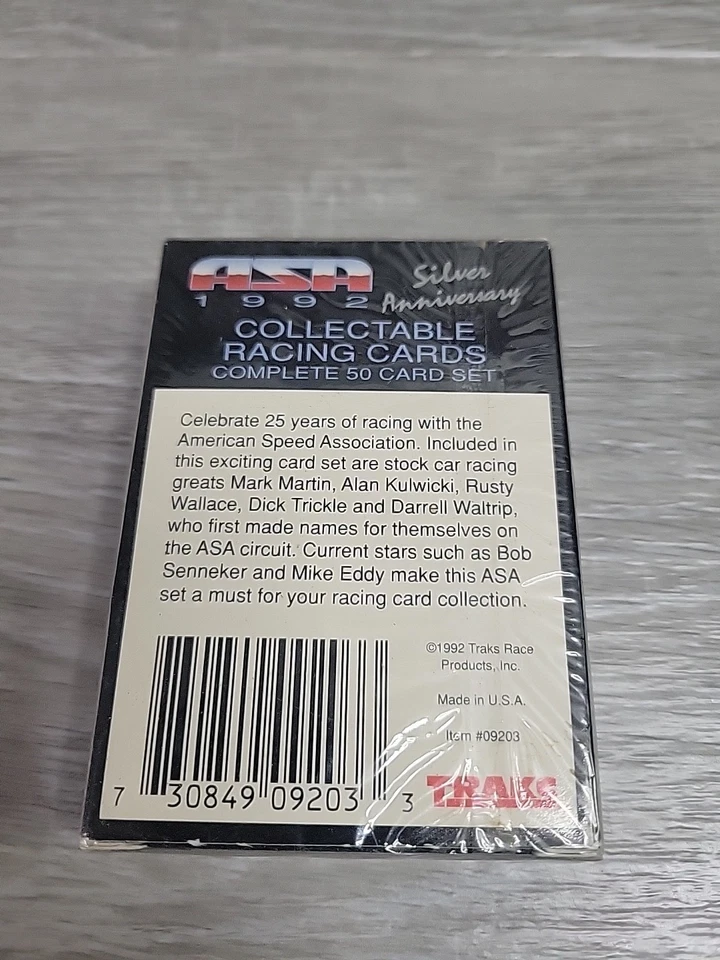 ASA
1992
Silver
Anniversary
COLLECTABLE
RACING CARDS
COMPLETE 50 CARD SET
Celebrate 25 years of racing with the
American Speed Association. Included in
this exciting card set are stock car racing
greats Mark Martin, Alan Kulwicki, Rusty
Wallace, Dick Trickle and Darrell Waltrip,
who first made names for themselves on
the ASA circuit. Current stars such as Bob
Senneker and Mike Eddy make this ASA
set a must for your racing card collection.
©1992 Traks Race
Products, Inc.
Made in U.S.A.
Item #09203
TRAKS
7 30849 09203 3